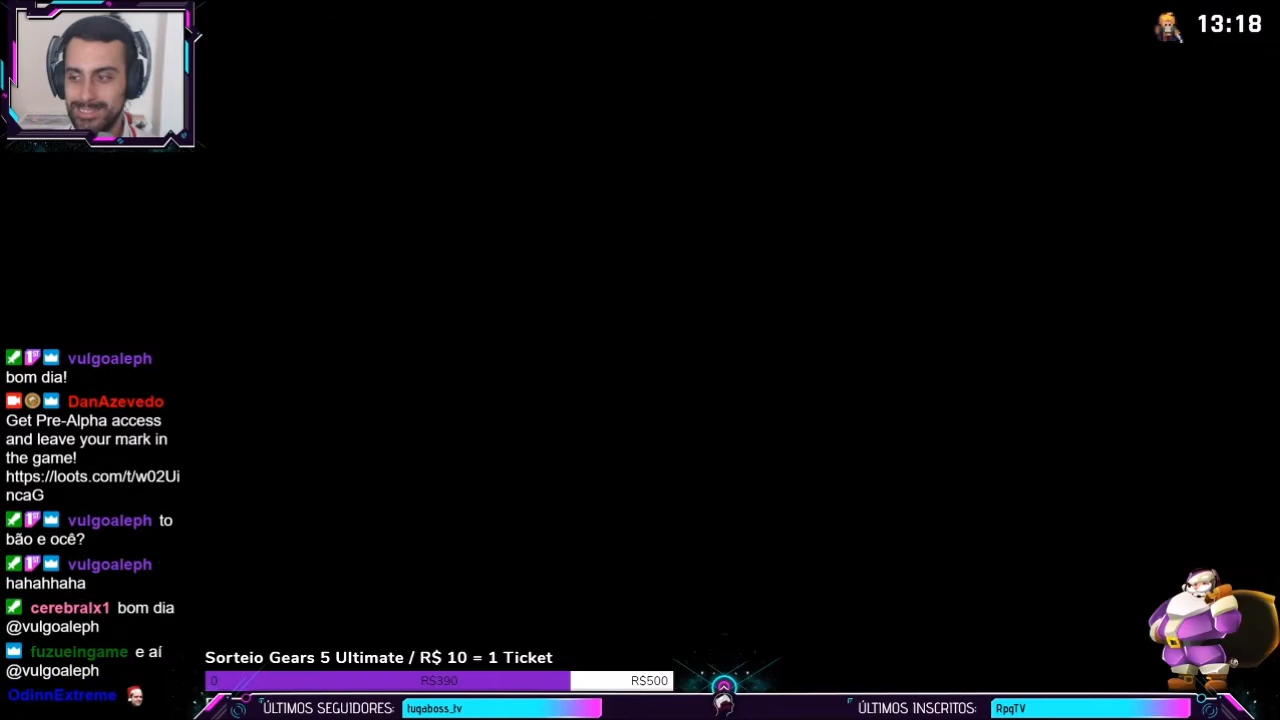 13:18
vulgoaleph
bom dia!
DanAzevedo
Get Pre-Alpha access
and leave your mark in
the game!
https://loots.com/t/w02Ui
ncaG
vulgoaleph to
bão e ocê?
vulgoaleph
hahahhaha
cerebralx1 bom dia
@vulgoaleph
fuzueIngame e aí
@vulgoaleph
OdinnExtreme
Sorteio Gears 5 Ultimate / R$ 10 = 1 Ticket
0 R$390 R$500
ÚLTIMOS SEGUIDORES: tugaboss_tv
ÚLTIMOS INSCRITOS: RpgTV